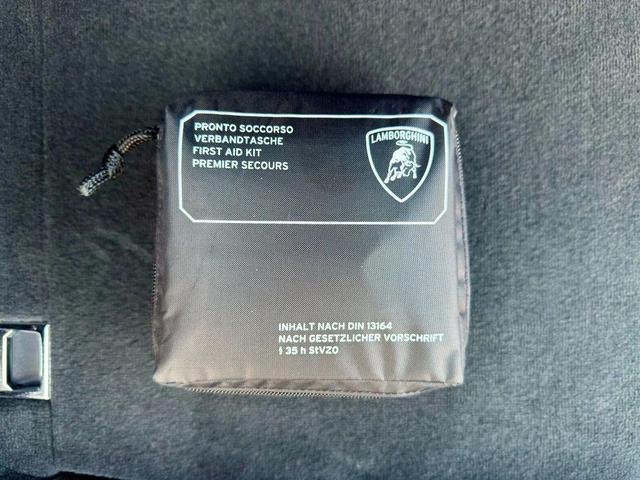 PRONTO SOCCORSO
VERBANDTASCHE
FIRST AID KIT
PREMIER SECOURS
LAMBORGHINI
INHALT NACH DIN 13164
NACH GESETZLICHER VORSCHRIFT
§ 35 h StVZO